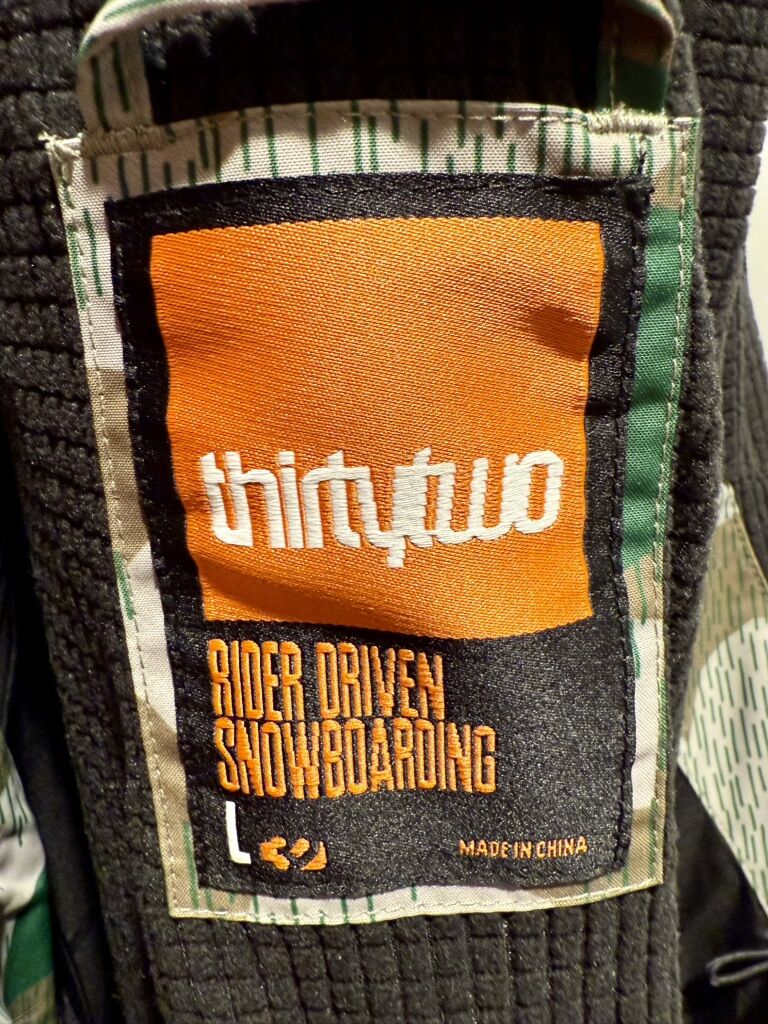 thirtytwo
RIDER DRIVEN
SNOWBOARDING
L
MADE IN CHINA